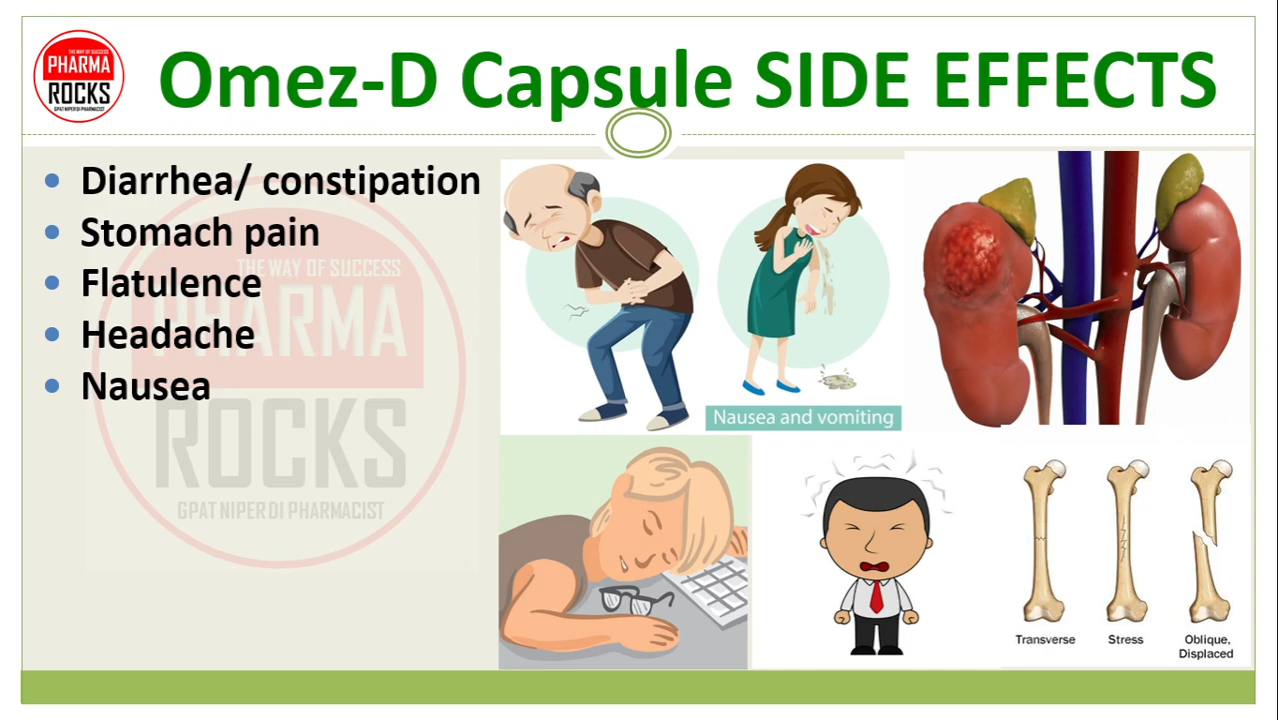 THE WAY OF SUCCESS
PHARMA
ROCKS
GPAT NIPER DI PHARMACIST
Omez-D Capsule SIDE EFFECTS
• Diarrhea/ constipation
• Stomach pain
• Flatulence
• Headache
• Nausea
THE WAY OF SUCCESS
PHARMA
ROCKS
GPAT NIPER DI PHARMACIST
Nausea and vomiting
Transverse
Stress
Oblique,
Displaced